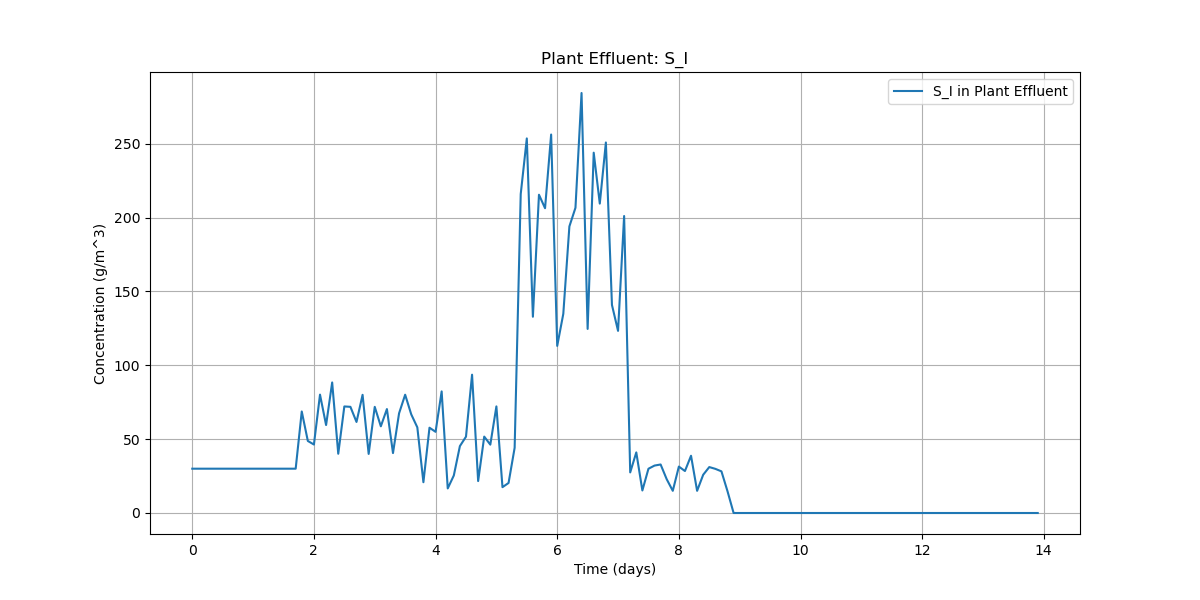 Plant Effluent: S_I
S_I in Plant Effluent
Concentration (g/m^3)
250
200
150
100
50
0
0 2 4 6 8 10 12 14
Time (days)